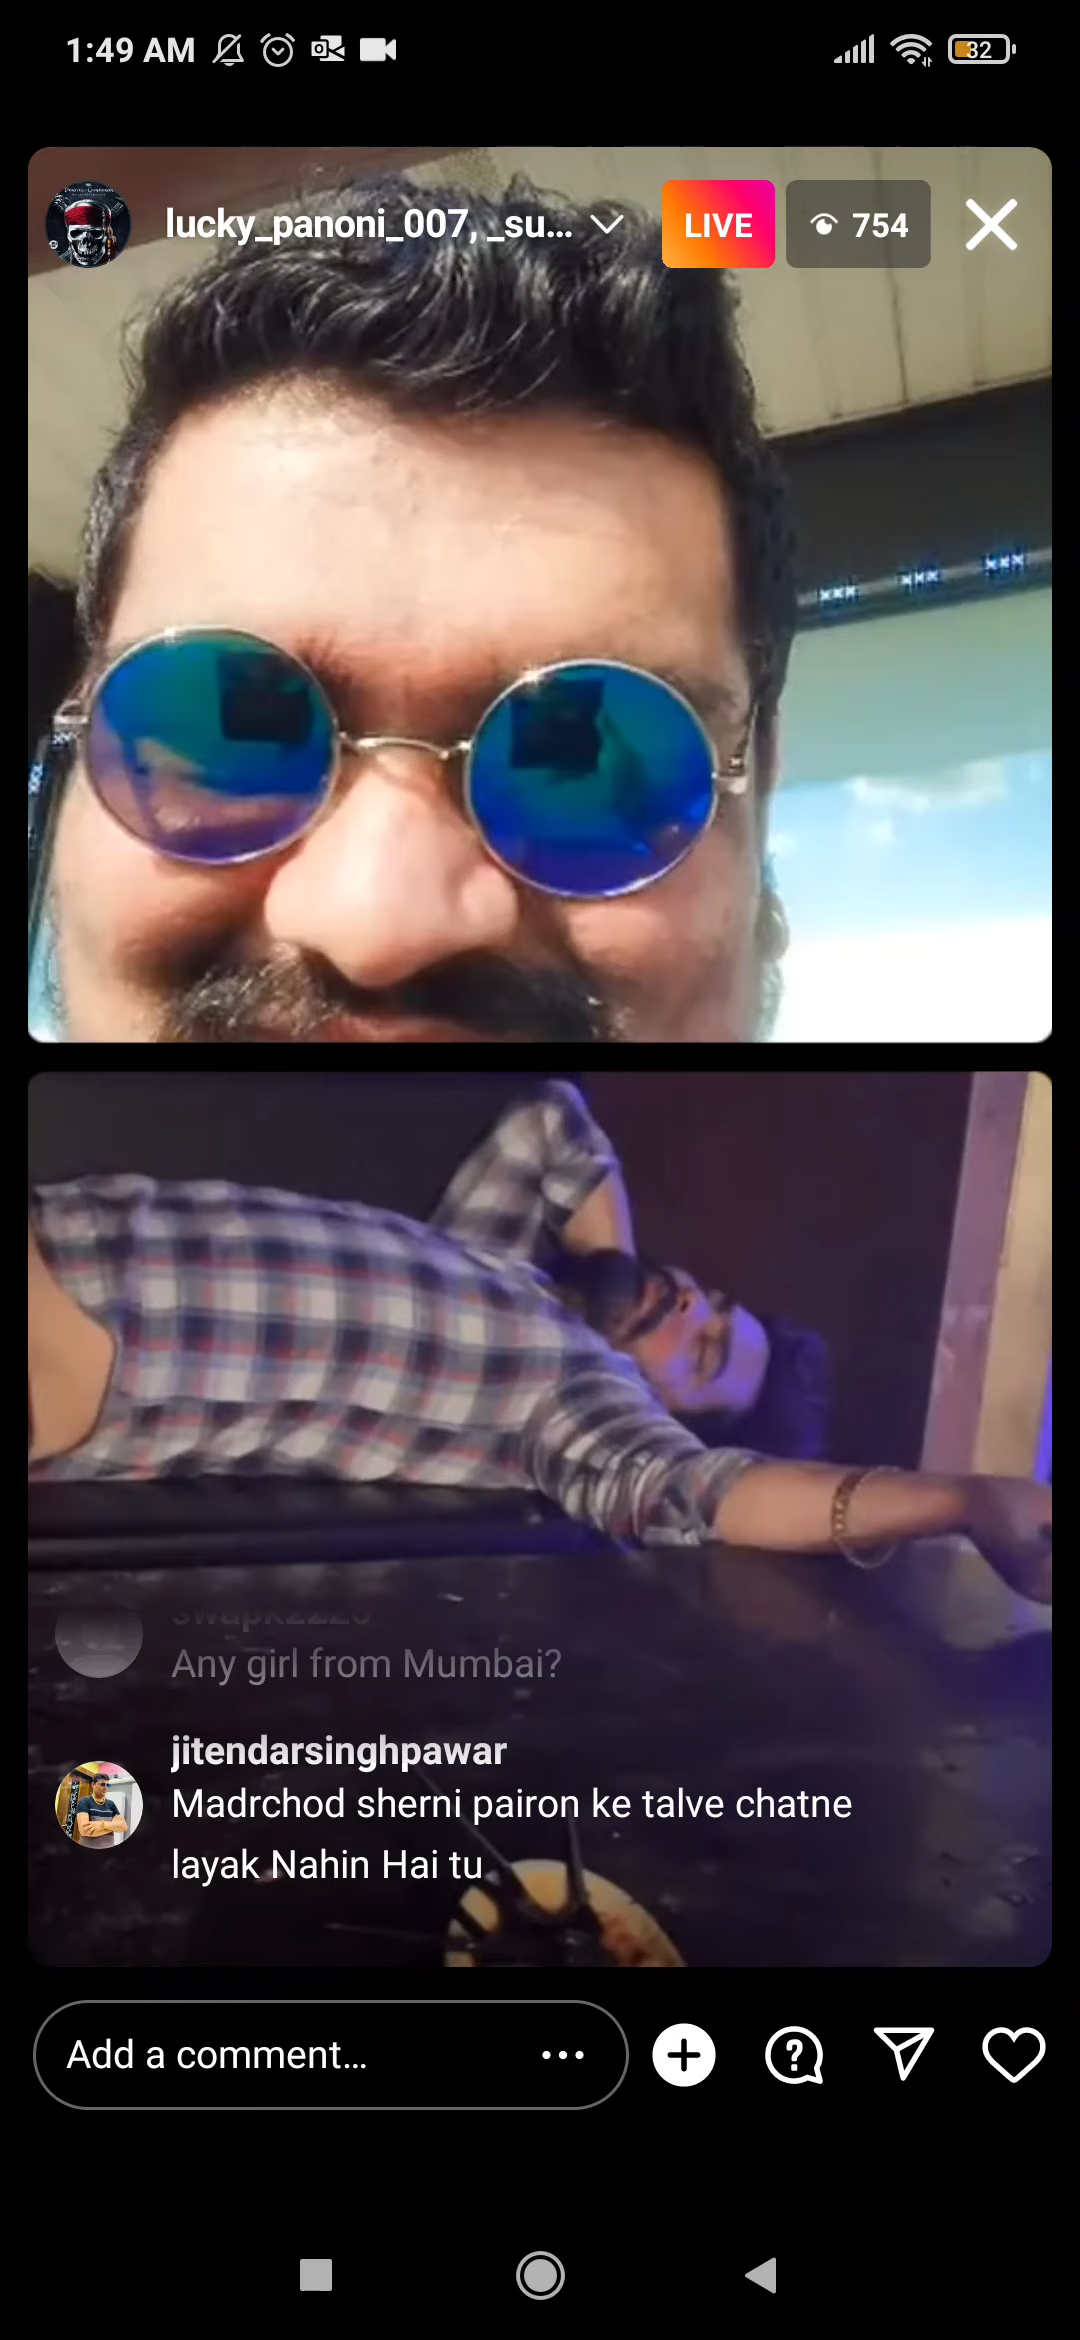 1:49 AM
32
lucky_panoni_007, _su...
LIVE
754
Any girl from Mumbai?
jitendarsinghpawar
Madrchod sherni pairon ke talve chatne
layak Nahin Hai tu
Add a comment...